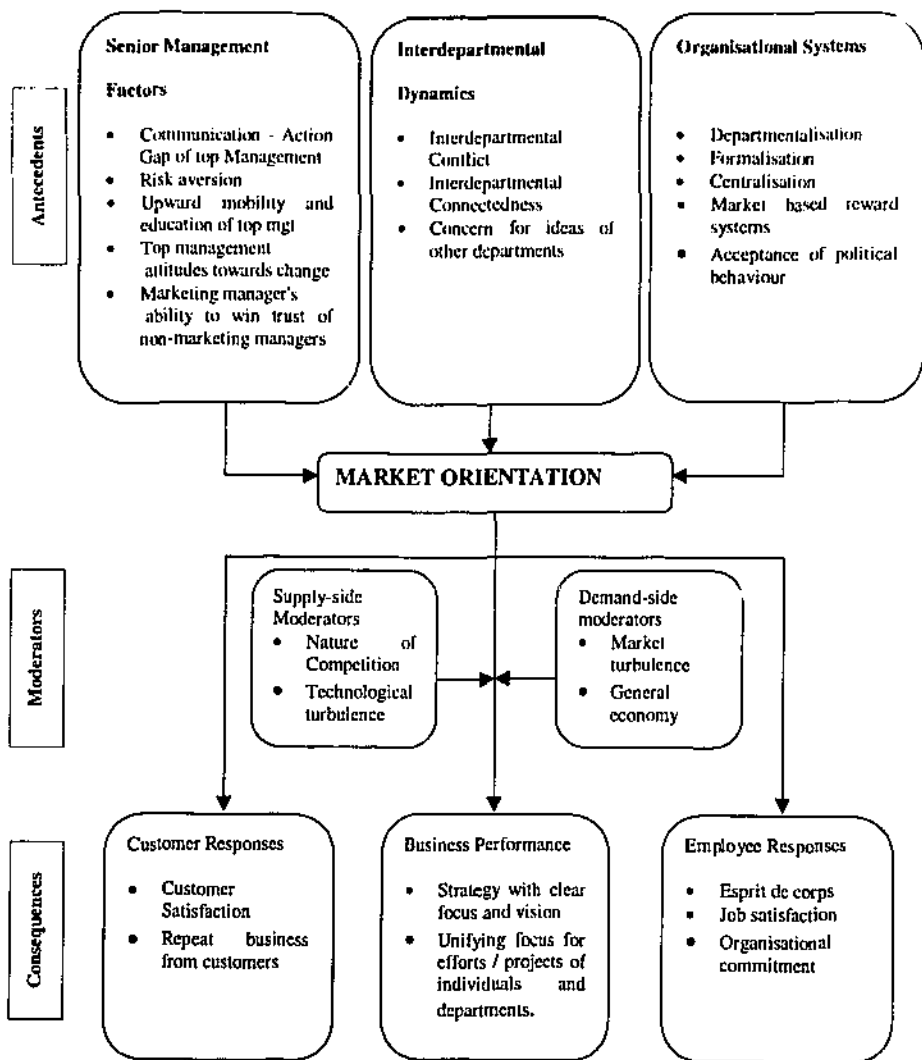 Antecedents
Senior Management
Factors
• Communication - Action
Gap of top Management
• Risk aversion
• Upward mobility and
education of top mgt
• Top management
attitudes towards change
• Marketing manager's
ability to win trust of
non-marketing managers
Interdepartmental
Dynamics
• Interdepartmental
Conflict
• Interdepartmental
Connectedness
• Concern for ideas of
other departments
Organisational Systems
• Departmentalisation
• Formalisation
• Centralisation
• Market based reward
systems
• Acceptance of political
behaviour
MARKET ORIENTATION
Moderators
Supply-side
Moderators
• Nature of
Competition
• Technological
turbulence
Demand-side
moderators
• Market
turbulence
• General
economy
Consequences
Customer Responses
• Customer
Satisfaction
• Repeat business
from customers
Business Performance
• Strategy with clear
focus and vision
• Unifying focus for
efforts / projects of
individuals and
departments.
Employee Responses
• Esprit de corps
• Job satisfaction
• Organisational
commitment